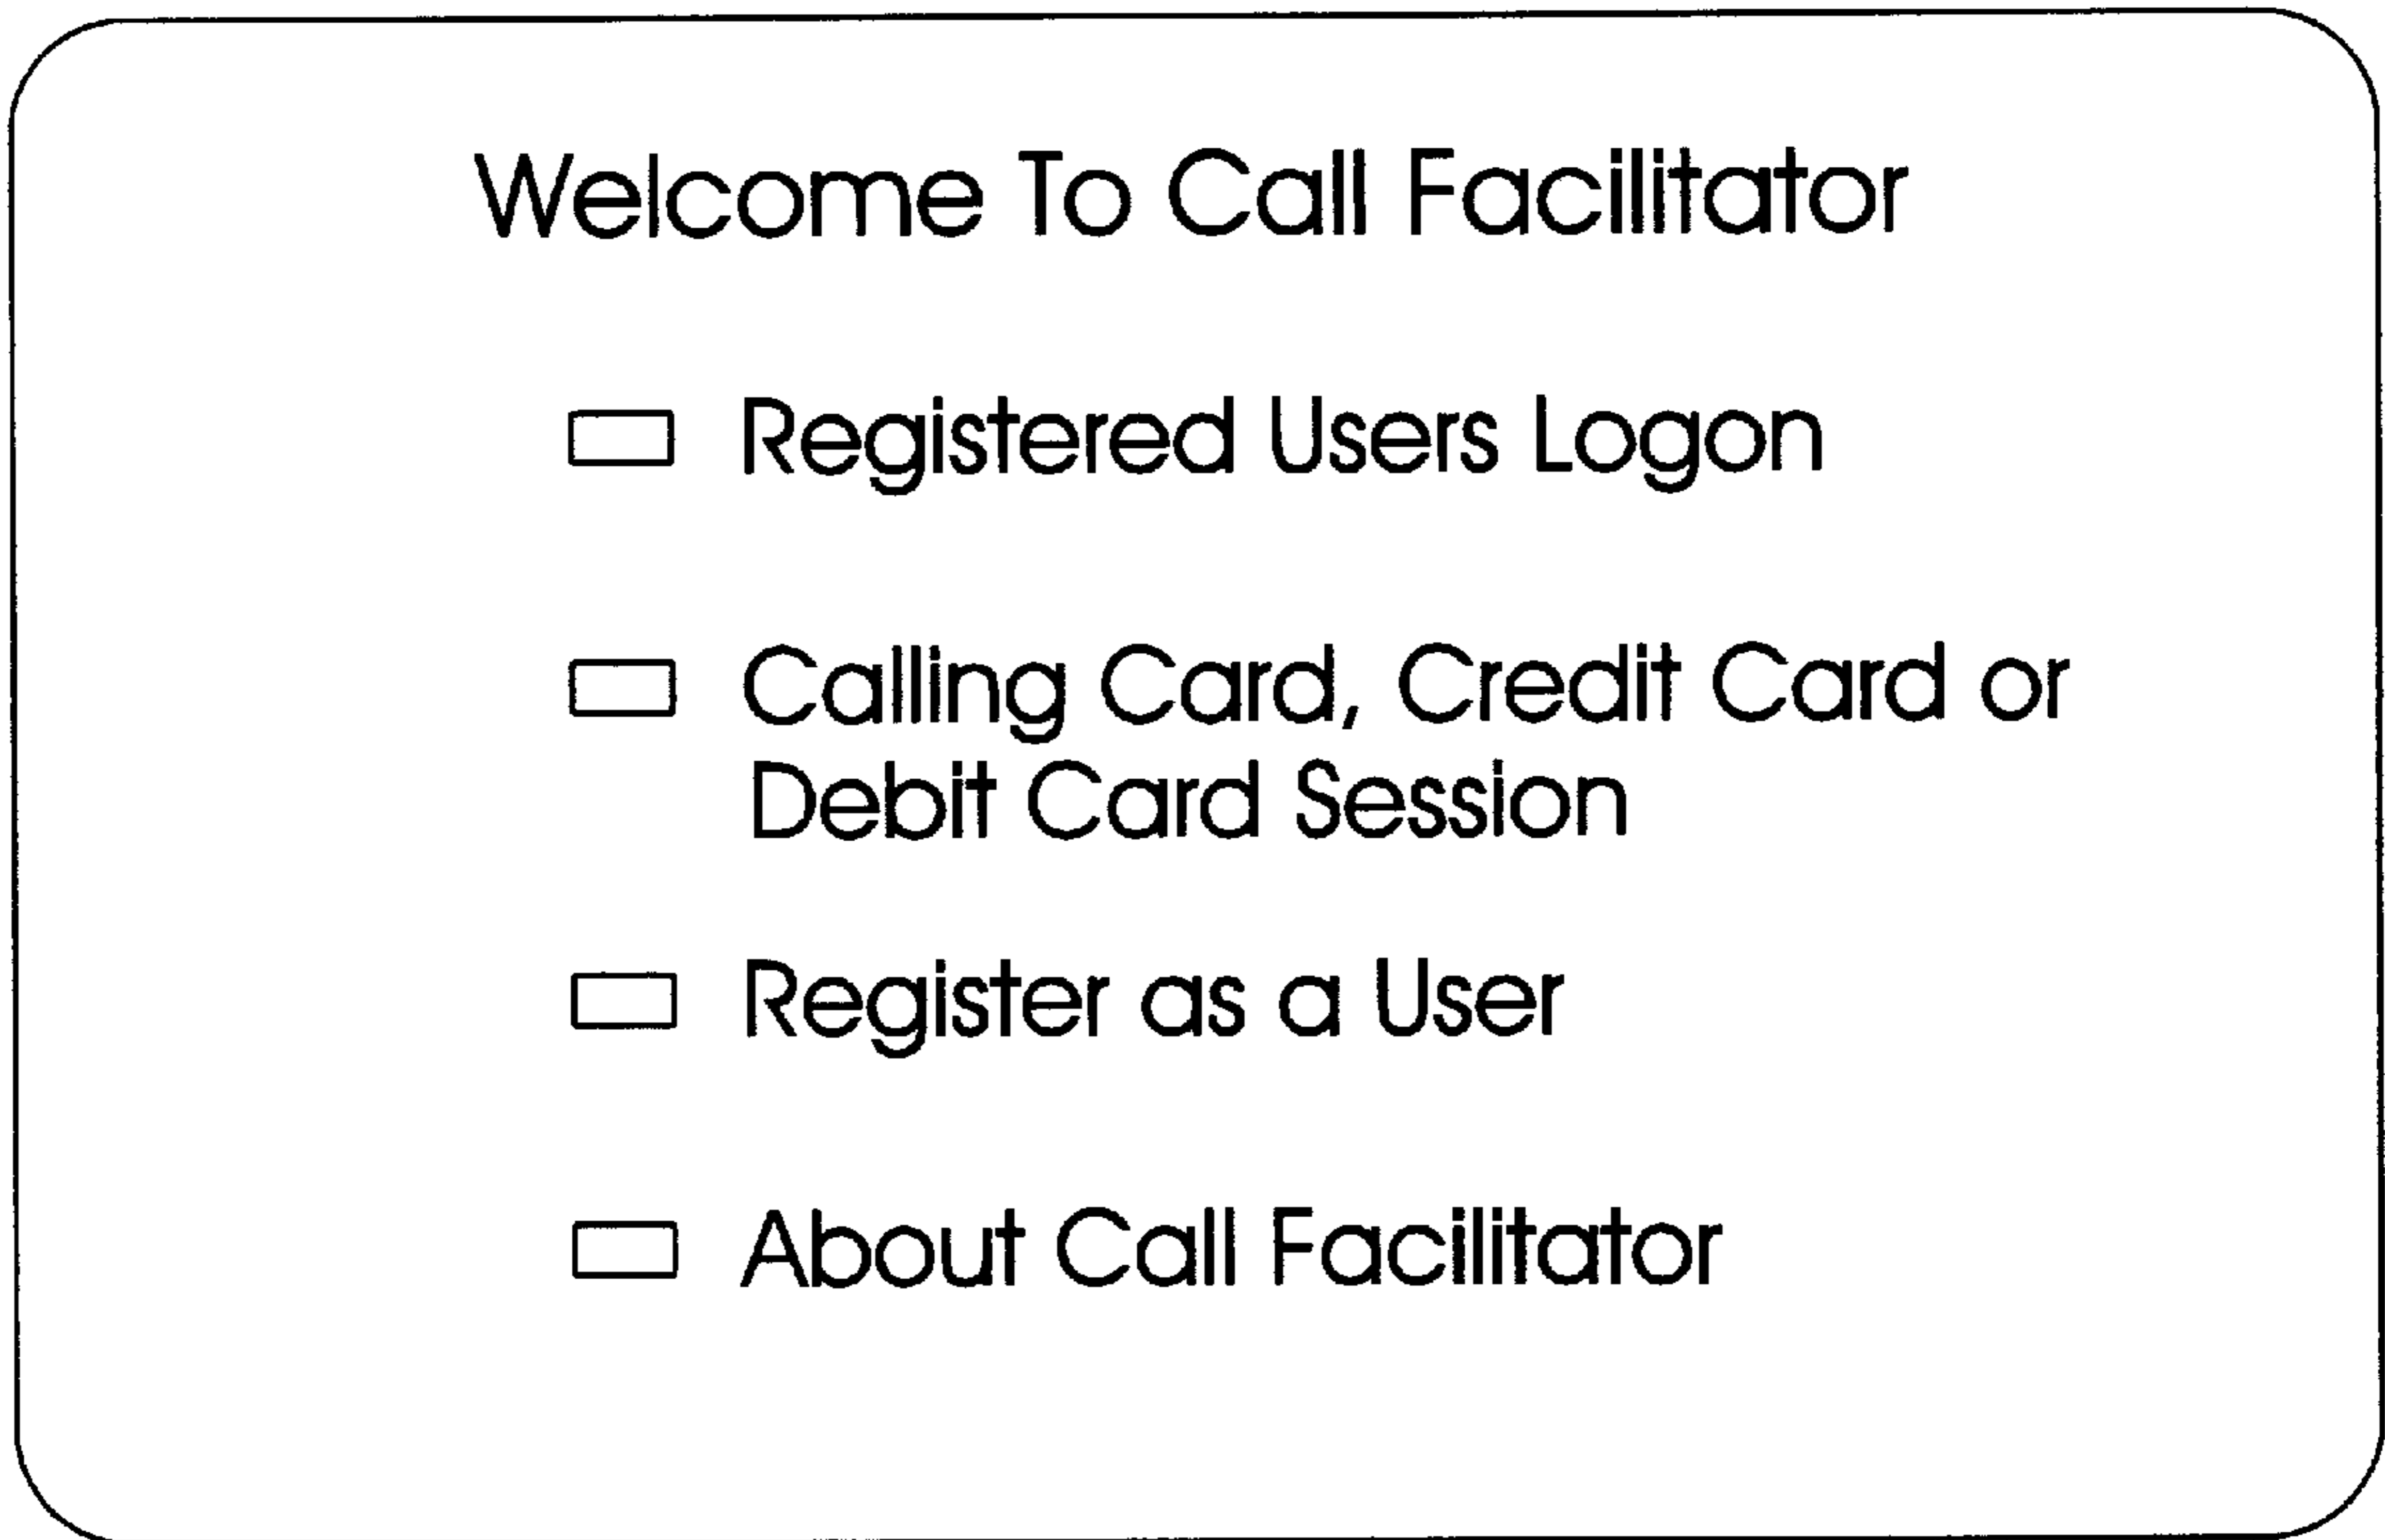 Welcome To Call Facilitator
Registered Users Logon
Calling Card, Credit Card or
Debit Card Session
Register as a User
About Call Facilitator